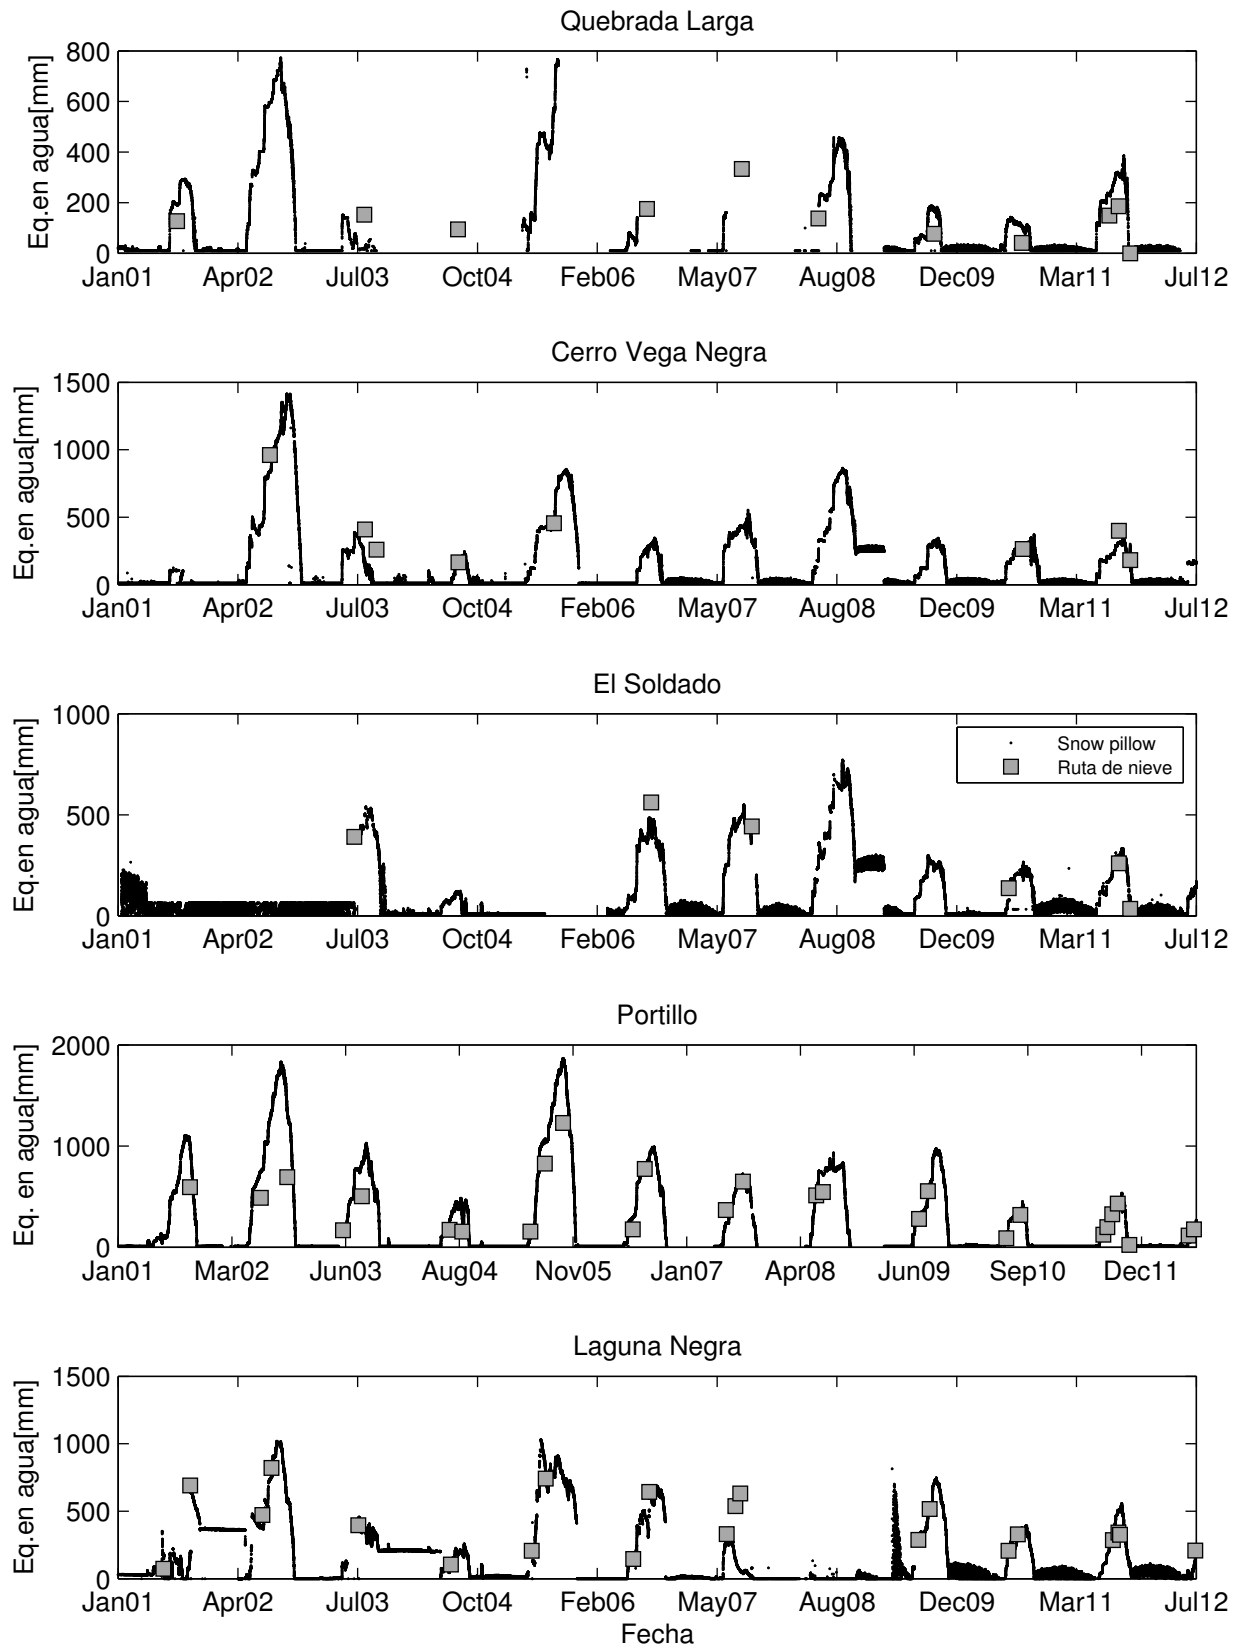 Quebrada Larga
Eq.en agua[mm]
800
600
400
200
0
Jan01 Apr02 Jul03 Oct04 Feb06 May07 Aug08 Dec09 Mar11 Jul12
Cerro Vega Negra
Eq.en agua[mm]
1500
1000
500
0
Jan01 Apr02 Jul03 Oct04 Feb06 May07 Aug08 Dec09 Mar11 Jul12
El Soldado
Eq.en agua[mm]
1000
500
0
Snow pillow
Ruta de nieve
Jan01 Apr02 Jul03 Oct04 Feb06 May07 Aug08 Dec09 Mar11 Jul12
Portillo
Eq. en agua[mm]
2000
1000
0
Jan01 Mar02 Jun03 Aug04 Nov05 Jan07 Apr08 Jun09 Sep10 Dec11
Laguna Negra
Eq.en agua[mm]
1500
1000
500
0
Jan01 Apr02 Jul03 Oct04 Feb06 May07 Aug08 Dec09 Mar11 Jul12
Fecha